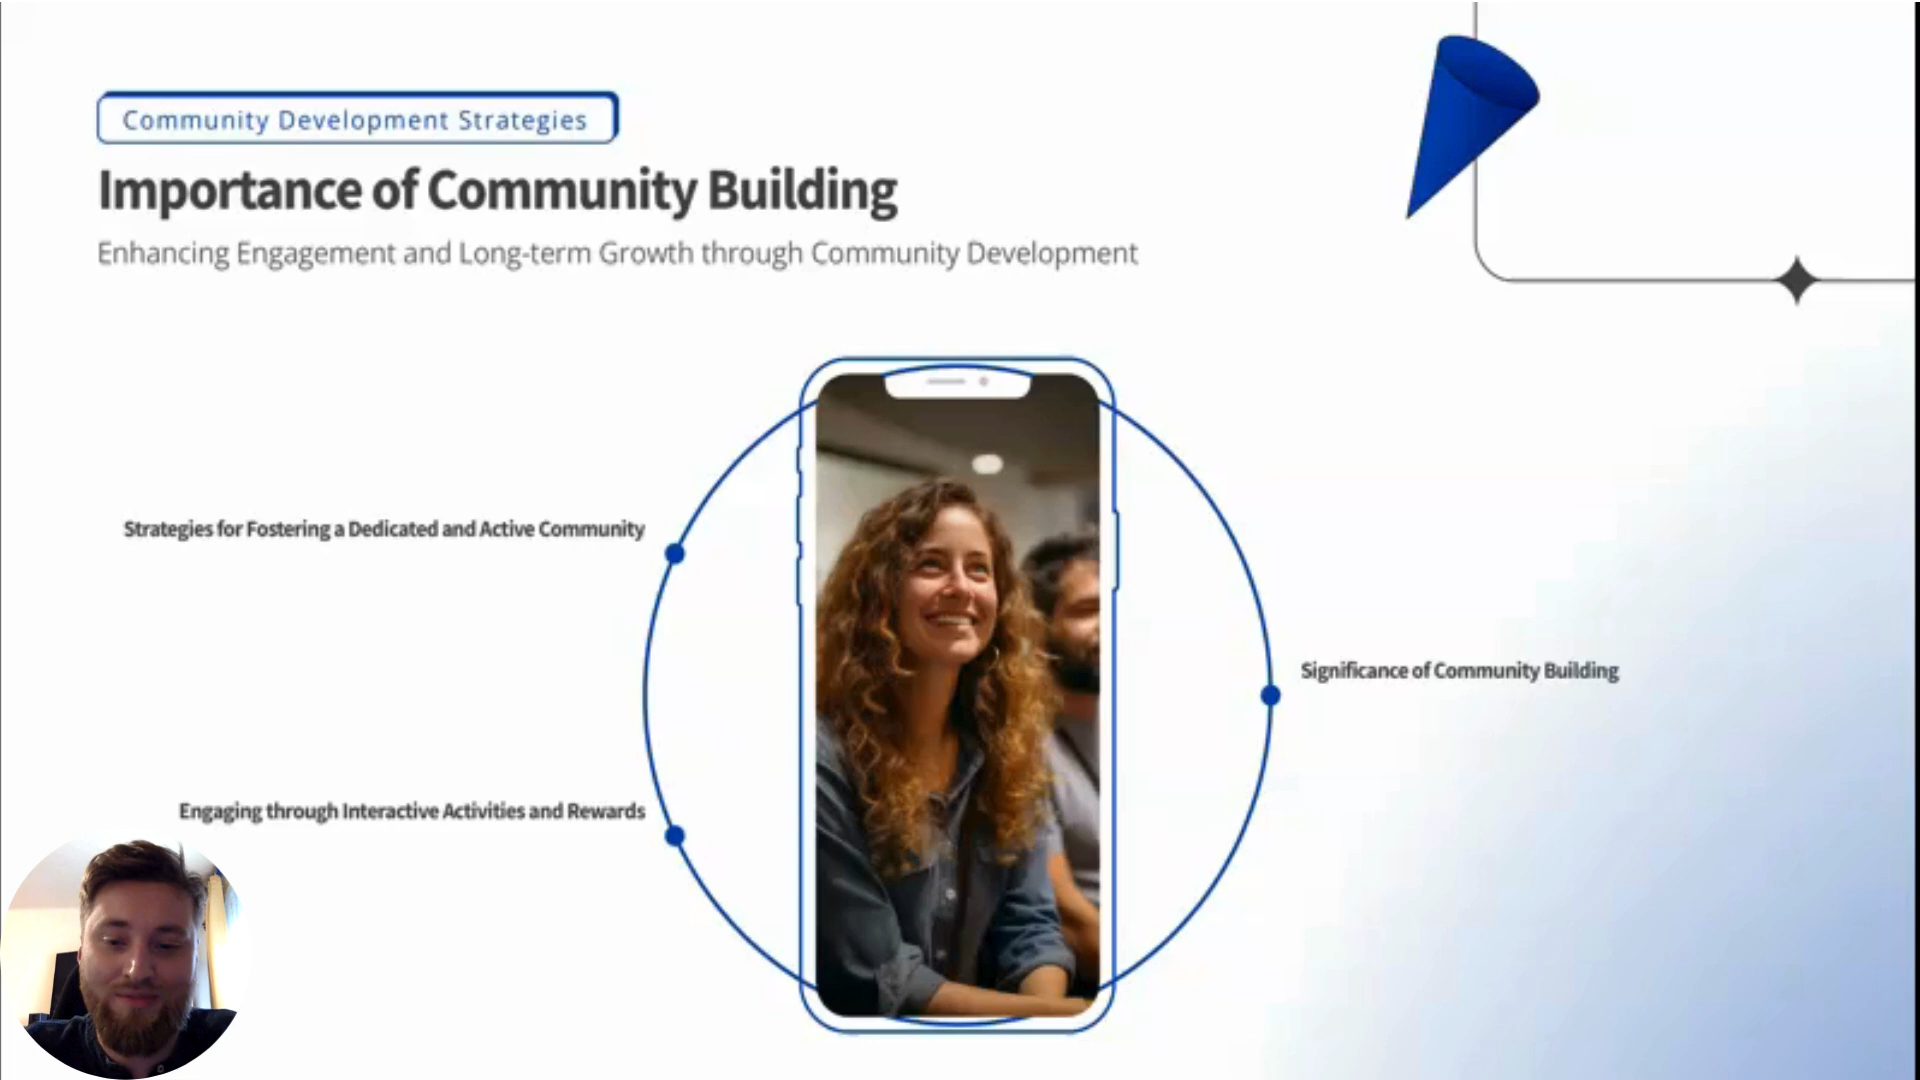 Community Development Strategies
Importance of Community Building
Enhancing Engagement and Long-term Growth through Community Development
Strategies for Fostering a Dedicated and Active Community
Significance of Community Building
Engaging through Interactive Activities and Rewards